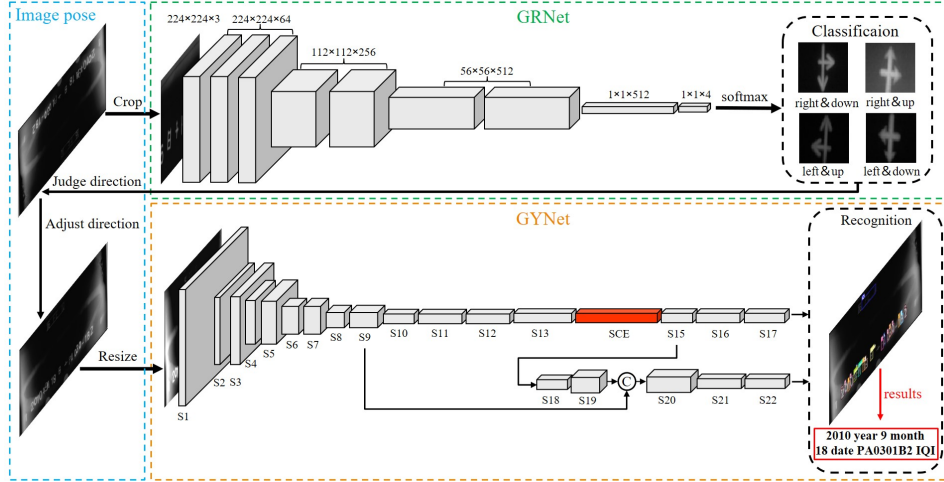 Image pose
GRNet
224×224×3
224×224×64
112×112×256
56×56×512
1×1×512
1×1×4
Crop
softmax
Classificaion
right&down
right&up
left&up
left&down
Judge direction
Adjust direction
GYNet
Resize
S1
S2
S3
S4
S5
S6
S7
S8
S9
S10
S11
S12
S13
SCE
S15
S16
S17
S18
S19
C
S20
S21
S22
Recognition
results
2010 year 9 month
18 date PA0301B2 IQI